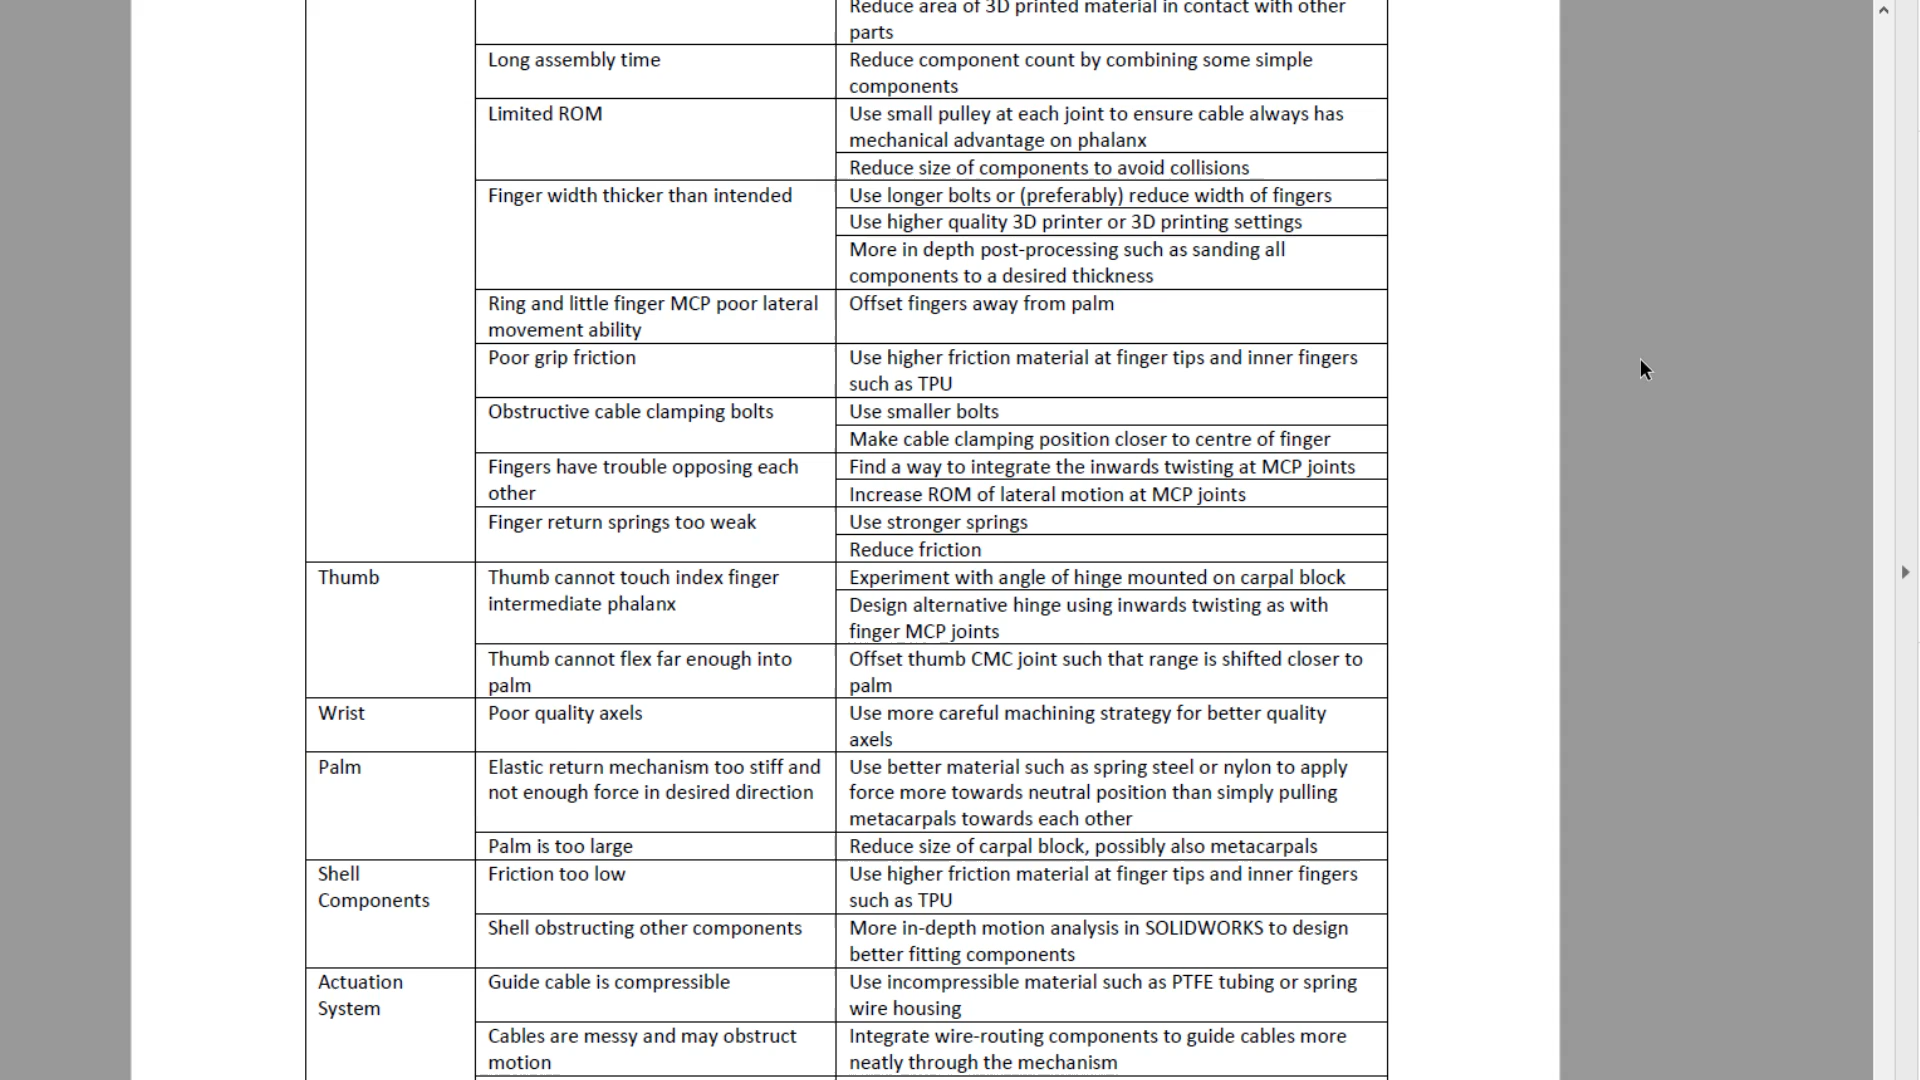 Reduce area of 3D printed material in contact with other
parts
Long assembly time
Reduce component count by combining some simple
components
Limited ROM
Use small pulley at each joint to ensure cable always has
mechanical advantage on phalanx
Reduce size of components to avoid collisions
Finger width thicker than intended
Use longer bolts or (preferably) reduce width of fingers
Use higher quality 3D printer or 3D printing settings
More in depth post-processing such as sanding all
components to a desired thickness
Ring and little finger MCP poor lateral
movement ability
Offset fingers away from palm
Poor grip friction
Use higher friction material at finger tips and inner fingers
such as TPU
Obstructive cable clamping bolts
Use smaller bolts
Make cable clamping position closer to centre of finger
Fingers have trouble opposing each
other
Find a way to integrate the inwards twisting at MCP joints
Increase ROM of lateral motion at MCP joints
Finger return springs too weak
Use stronger springs
Reduce friction
Thumb
Thumb cannot touch index finger
intermediate phalanx
Experiment with angle of hinge mounted on carpal block
Design alternative hinge using inwards twisting as with
finger MCP joints
Thumb cannot flex far enough into
palm
Offset thumb CMC joint such that range is shifted closer to
palm
Wrist
Poor quality axels
Use more careful machining strategy for better quality
axels
Palm
Elastic return mechanism too stiff and
not enough force in desired direction
Use better material such as spring steel or nylon to apply
force more towards neutral position than simply pulling
metacarpals towards each other
Palm is too large
Reduce size of carpal block, possibly also metacarpals
Shell
Components
Friction too low
Use higher friction material at finger tips and inner fingers
such as TPU
Shell obstructing other components
More in-depth motion analysis in SOLIDWORKS to design
better fitting components
Actuation
System
Guide cable is compressible
Use incompressible material such as PTFE tubing or spring
wire housing
Cables are messy and may obstruct
motion
Integrate wire-routing components to guide cables more
neatly through the mechanism